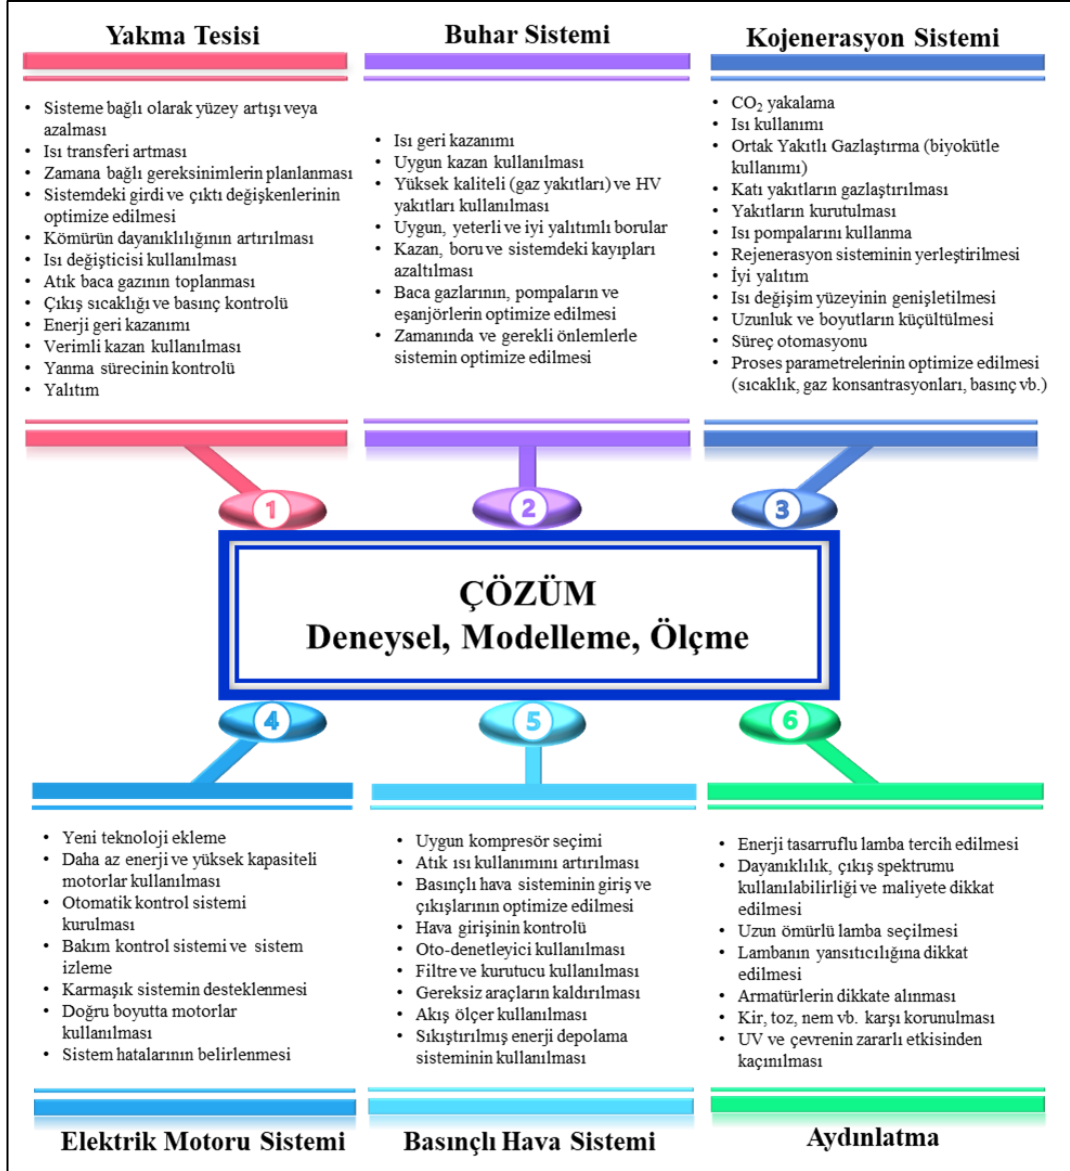 Yakma Tesisi
• Sisteme bağlı olarak yüzey artışı veya
azalması
• Isı transferi artması
• Zamana bağlı gereksinimlerin planlanması
• Sistemdeki girdi ve çıktı değişkenlerinin
optimize edilmesi
• Kömürün dayanıklılığının artırılması
• Isı değişticisi kullanılması
• Atık baca gazının toplanması
• Çıkış sıcaklığı ve basınç kontrolü
• Enerji geri kazanımı
• Verimli kazan kullanılması
• Yanma sürecinin kontrolü
• Yalıtım
1
Buhar Sistemi
• Isı geri kazanımı
• Uygun kazan kullanılması
• Yüksek kaliteli (gaz yakıtları) ve HV
yakıtları kullanılması
• Uygun, yeterli ve iyi yalıtımlı borular
• Kazan, boru ve sistemdeki kayıpları
azaltılması
• Baca gazlarının, pompaların ve
eşanjörlerin optimize edilmesi
• Zamanında ve gerekli önlemlerle
sistemin optimize edilmesi
2
Kojenerasyon Sistemi
• CO₂ yakalama
• Isı kullanımı
• Ortak Yakıtlı Gazlaştırma (biyokütle
kullanımı)
• Katı yakıtların gazlaştırılması
• Yakıtların kurutulması
• Isı pompalarını kullanma
• Rejenerasyon sisteminin yerleştirilmesi
• İyi yalıtım
• Isı değişim yüzeyinin genişletilmesi
• Uzunluk ve boyutların küçültülmesi
• Süreç otomasyonu
• Proses parametrelerinin optimize edilmesi
(sıcaklık, gaz konsantrasyonları, basınç vb.)
3
ÇÖZÜM
Deneysel, Modelleme, Ölçme
4
• Yeni teknoloji ekleme
• Daha az enerji ve yüksek kapasiteli
motorlar kullanılması
• Otomatik kontrol sistemi
kurulması
• Bakım kontrol sistemi ve sistem
izleme
• Karmaşık sistemin desteklenmesi
• Doğru boyutta motorlar
kullanılması
• Sistem hatalarının belirlenmesi
Elektrik Motoru Sistemi
5
• Uygun kompresör seçimi
• Atık ısı kullanımını artırılması
• Basınçlı hava sisteminin giriş ve
çıkışlarının optimize edilmesi
• Hava girişinin kontrolü
• Oto-denetleyici kullanılması
• Filtre ve kurutucu kullanılması
• Gereksiz araçların kaldırılması
• Akış ölçer kullanılması
• Sıkıştırılmış enerji depolama
sisteminin kullanılması
Basınçlı Hava Sistemi
6
• Enerji tasarruflu lamba tercih edilmesi
• Dayanıklılık, çıkış spektrumu
kullanılabilirliği ve maliyete dikkat
edilmesi
• Uzun ömürlü lamba seçilmesi
• Lambanın yansıtıcılığına dikkat
edilmesi
• Armatürlerin dikkate alınması
• Kir, toz, nem vb. karşı korunulması
• UV ve çevrenin zararlı etkisinden
kaçınılması
Aydınlatma